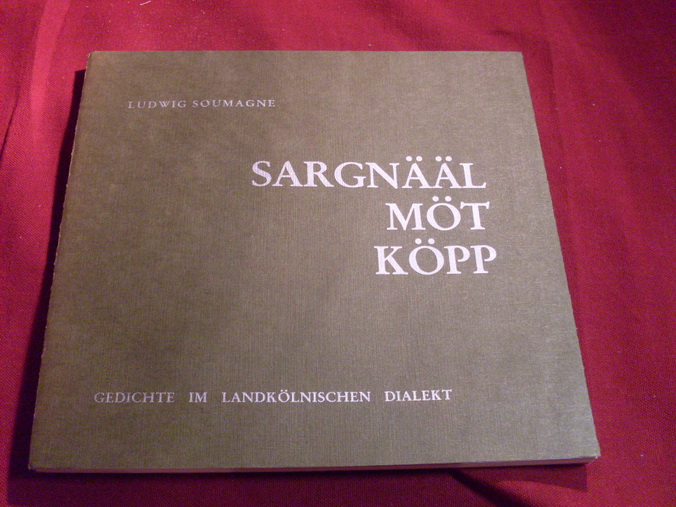 LUDWIG SOUMAGNE
SARGNÄÄL
MÖT
KÖPP
GEDICHTE IM LANDKÖLNISCHEN DIALEKT